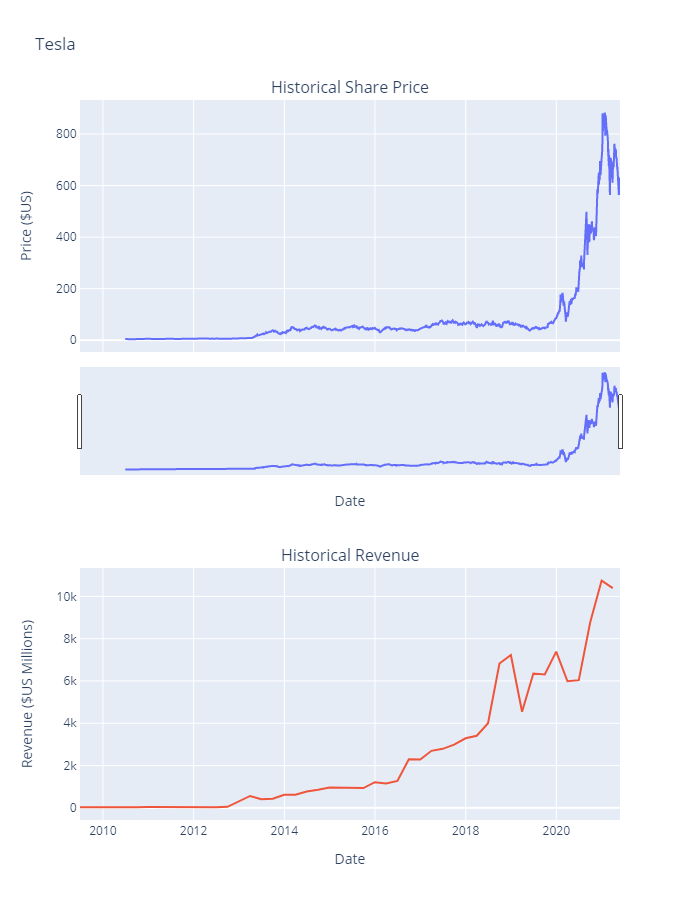 Tesla
Historical Share Price
Price ($US)
800
600
400
200
0
Date
Historical Revenue
Revenue ($US Millions)
10k
8k
6k
4k
2k
0
2010 2012 2014 2016 2018 2020
Date